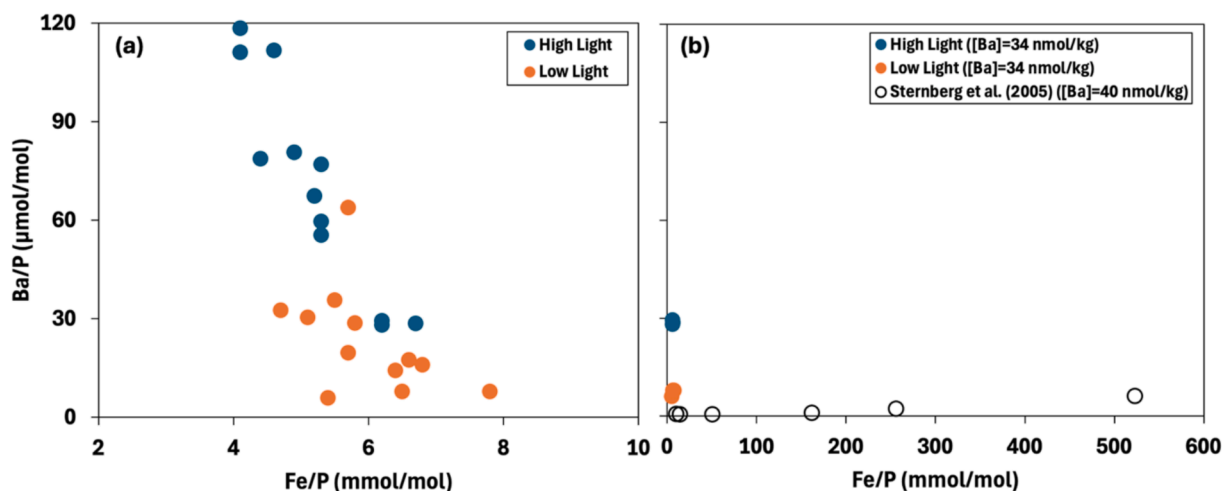 (a)
High Light
Low Light
120
90
60
30
0
Ba/P (µmol/mol)
2
4
6
8
10
Fe/P (mmol/mol)
(b)
High Light ([Ba]=34 nmol/kg)
Low Light ([Ba]=34 nmol/kg)
Sternberg et al. (2005) ([Ba]=40 nmol/kg)
0
100
200
300
400
500
600
Fe/P (mmol/mol)